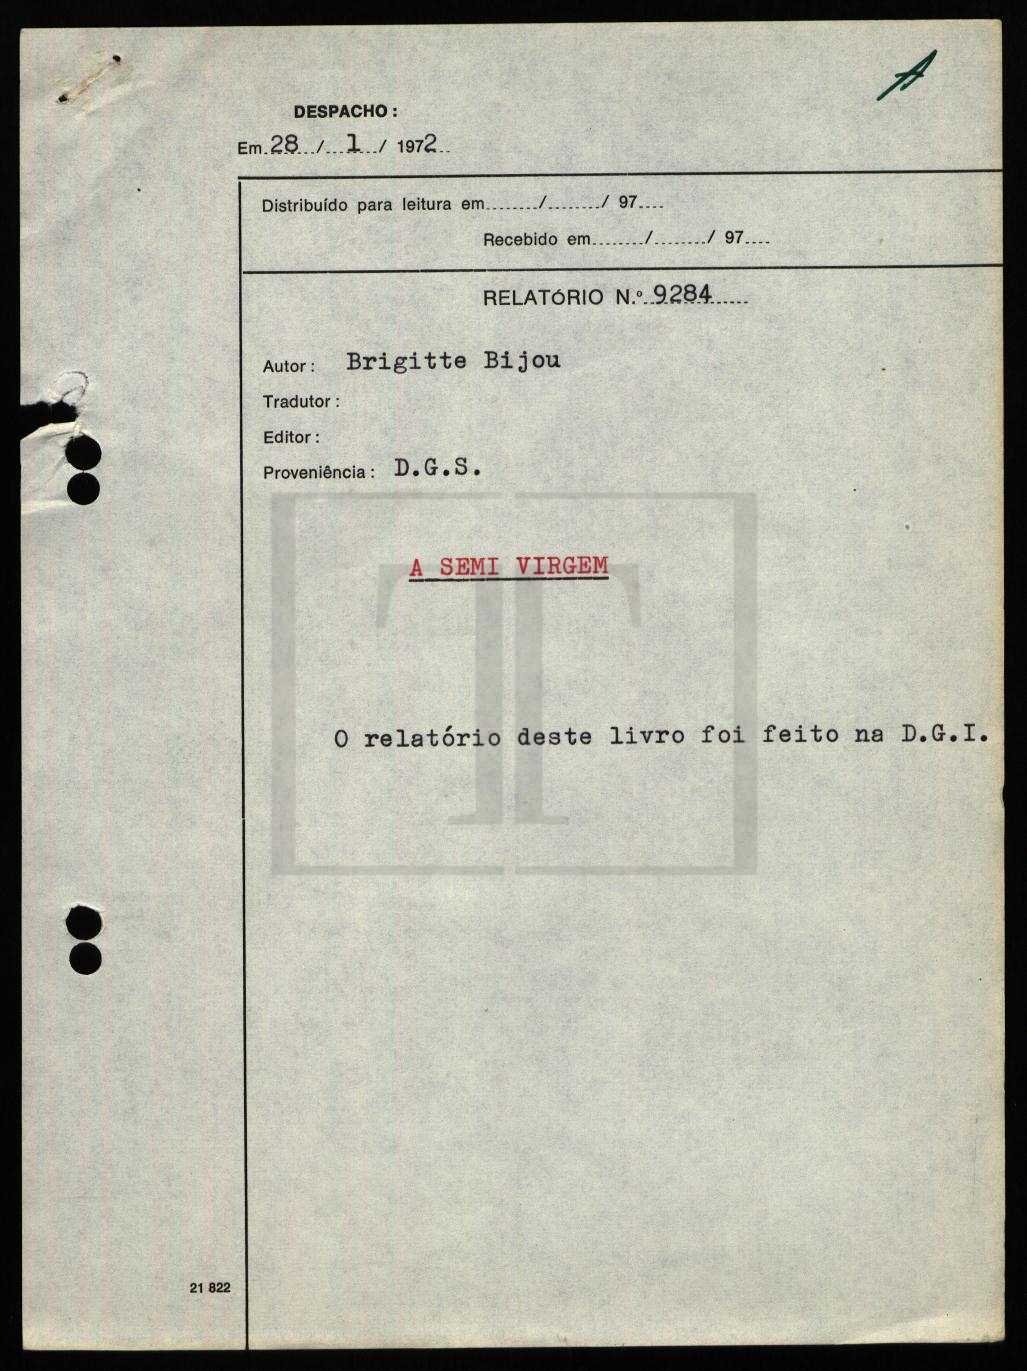 DESPACHO:
Em 28 / 1 / 1972
Distribuído para leitura em......../......../ 97....
Recebido em......../......../ 97....
RELATÓRIO N.º 9284
Autor: Brigitte Bijou
Tradutor:
Editor:
Proveniência: D.G.S.
A SEMI VIRGEM
O relatório deste livro foi feito na D.G.I.
21 822